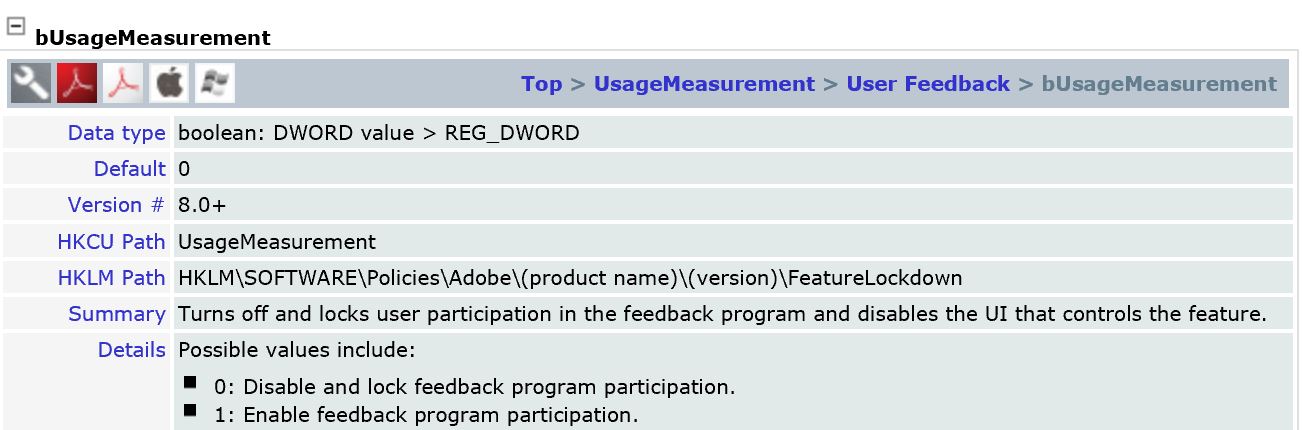 bUsageMeasurement
Top > UsageMeasurement > User Feedback > bUsageMeasurement
Data type boolean: DWORD value > REG_DWORD
Default 0
Version # 8.0+
HKCU Path UsageMeasurement
HKLM Path HKLM\SOFTWARE\Policies\Adobe\(product name)\(version)\FeatureLockdown
Summary Turns off and locks user participation in the feedback program and disables the UI that controls the feature.
Details Possible values include:
0: Disable and lock feedback program participation.
1: Enable feedback program participation.